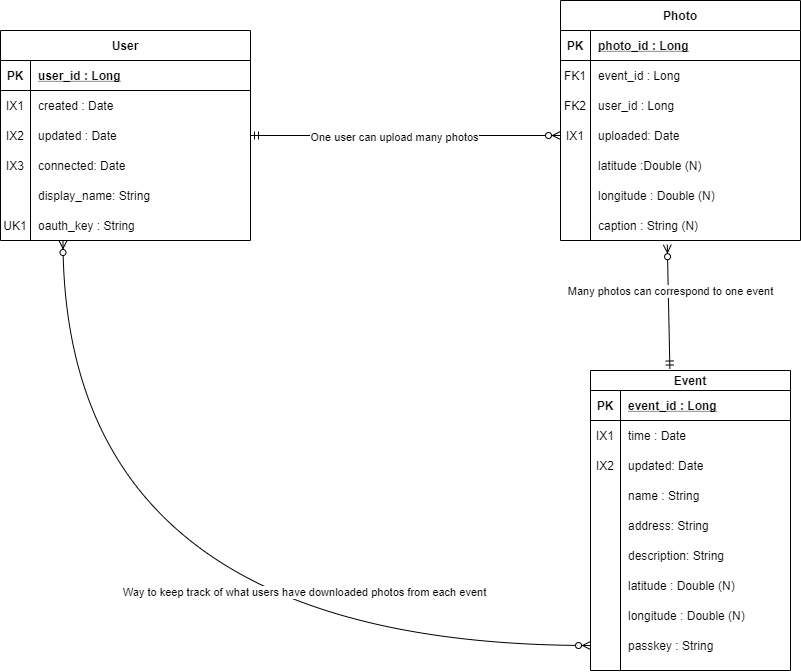 User
PK user_id : Long
IX1 created : Date
IX2 updated : Date
IX3 connected: Date
display_name: String
UK1 oauth_key : String
One user can upload many photos
Photo
PK photo_id : Long
FK1 event_id : Long
FK2 user_id : Long
IX1 uploaded: Date
latitude :Double (N)
longitude : Double (N)
caption : String (N)
Many photos can correspond to one event
Event
PK event_id : Long
IX1 time : Date
IX2 updated: Date
name : String
address: String
description: String
latitude : Double (N)
longitude : Double (N)
passkey : String
Way to keep track of what users have downloaded photos from each event